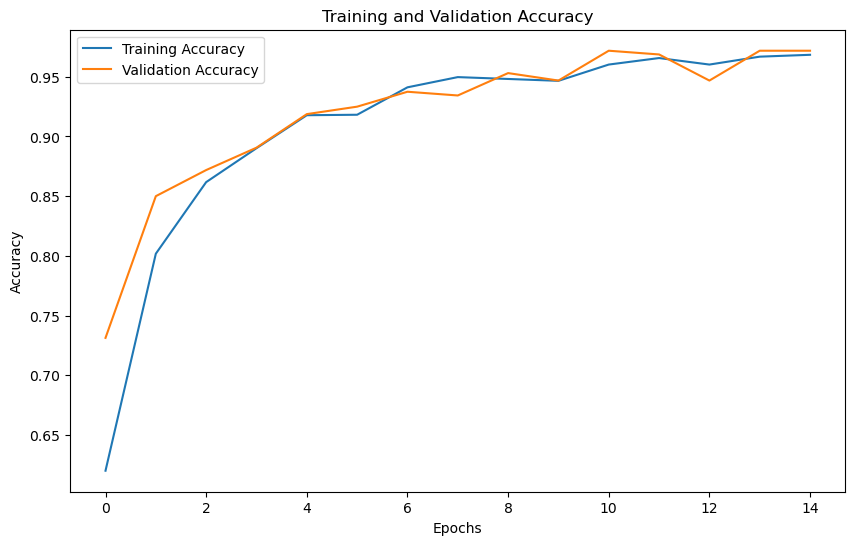 Training and Validation Accuracy
Training Accuracy
Validation Accuracy
0.95
0.90
0.85
0.80
0.75
0.70
0.65
Accuracy
0 2 4 6 8 10 12 14
Epochs